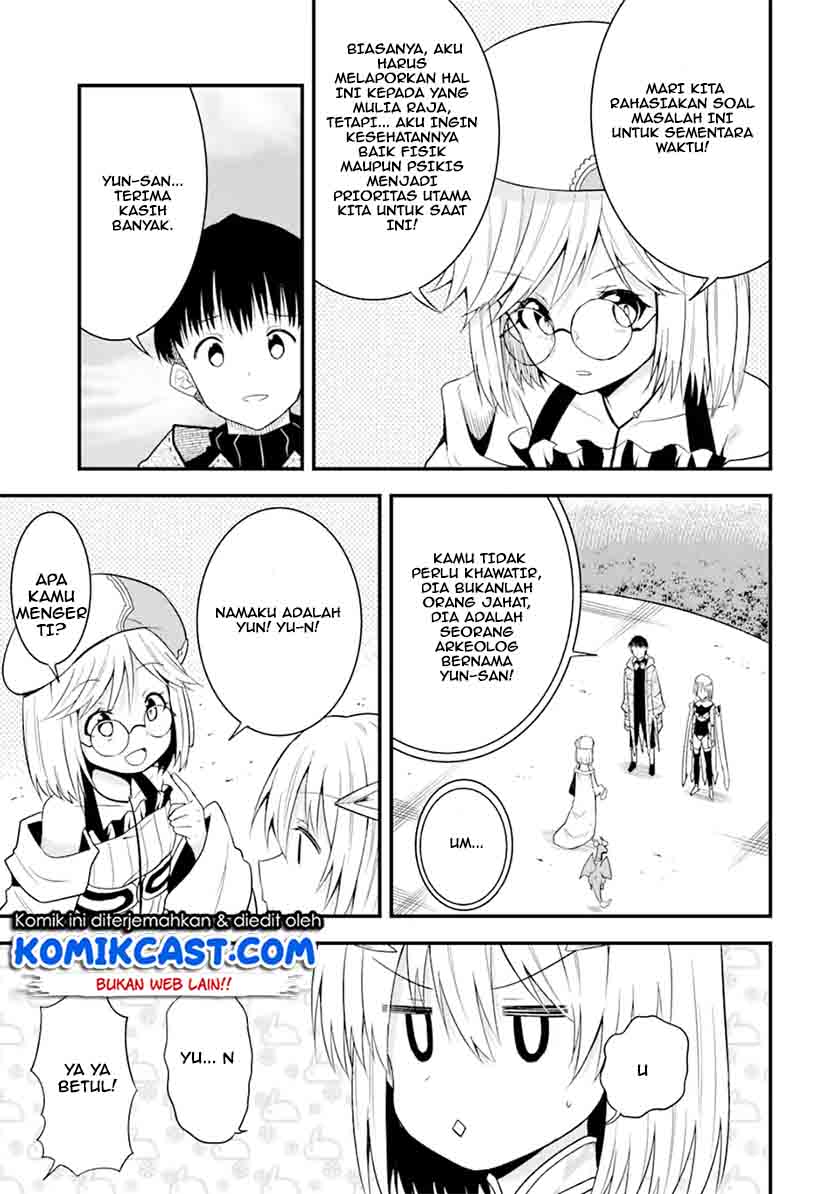 MARI KITA
RAHASIAKAN SOAL
MASALAH INI
UNTUK SEMENTARA
WAKTU!
BIASANYA, AKU
HARUS
MELAPORKAN HAL
INI KEPADA YANG
MULIA RAJA,
TETAPI... AKU INGIN
KESEHATANNYA
BAIK FISIK
MAUPUN PSIKIS
MENJADI
PRIORITAS UTAMA
KITA UNTUK SAAT
INI!
YUN-SAN...
TERIMA
KASIH
BANYAK.
KAMU TIDAK
PERLU KHAWATIR,
DIA BUKANLAH
ORANG JAHAT,
DIA ADALAH
SEORANG
ARKEOLOG
BERNAMA
YUN-SAN!
UM...
NAMAKU ADALAH
YUN! YU-N!
APA
KAMU
MENGER
TI?
Komik ini diterjemahkan & diedit oleh
KOMIKCAST.COM
BUKAN WEB LAIN!!
U
YU... N
YA YA
BETUL!